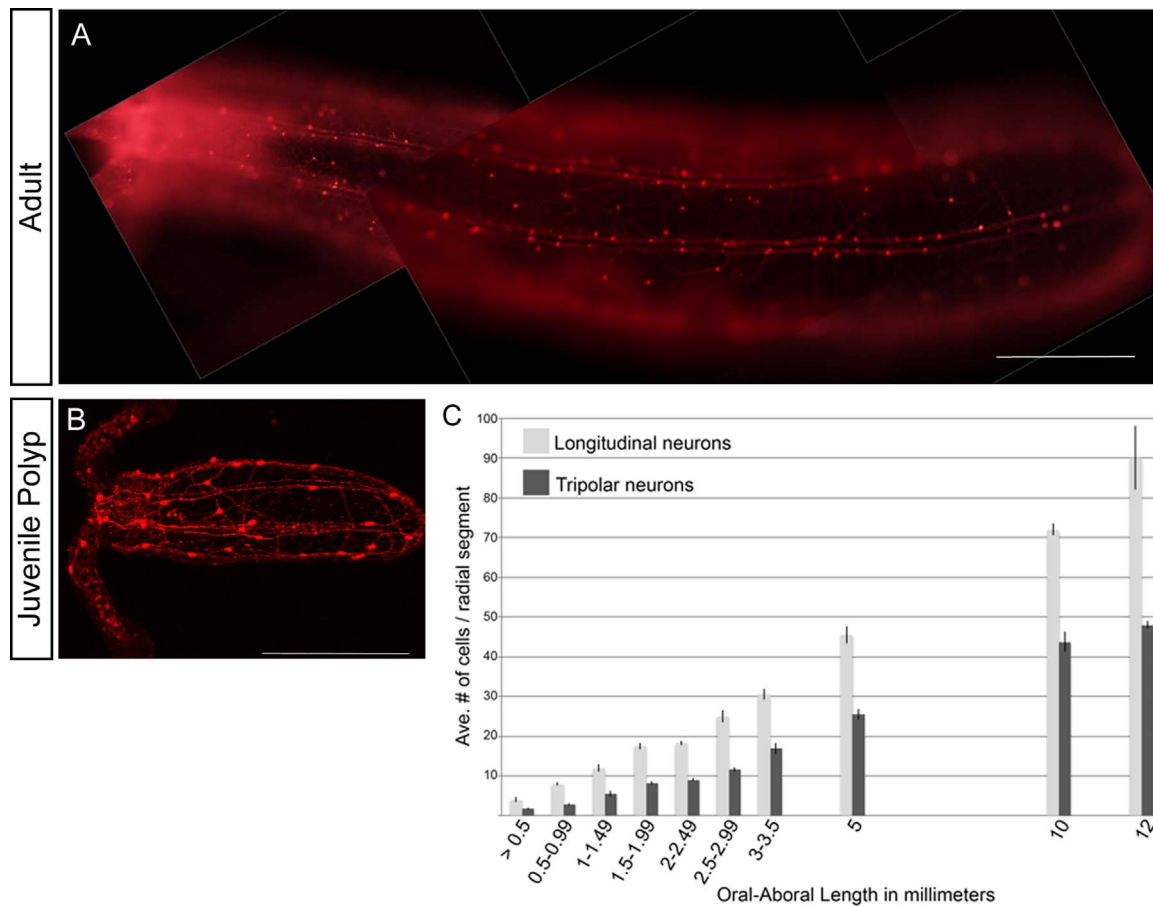 Adult
A
Juvenile Polyp
B
C
Ave. # of cells / radial segment
100
90
80
70
60
50
40
30
20
10
Longitudinal neurons
Tripolar neurons
> 0.5
0.5-0.99
1-1.49
1.5-1.99
2-2.49
2.5-2.99
3-3.5
5
10
12
Oral-Aboral Length in millimeters